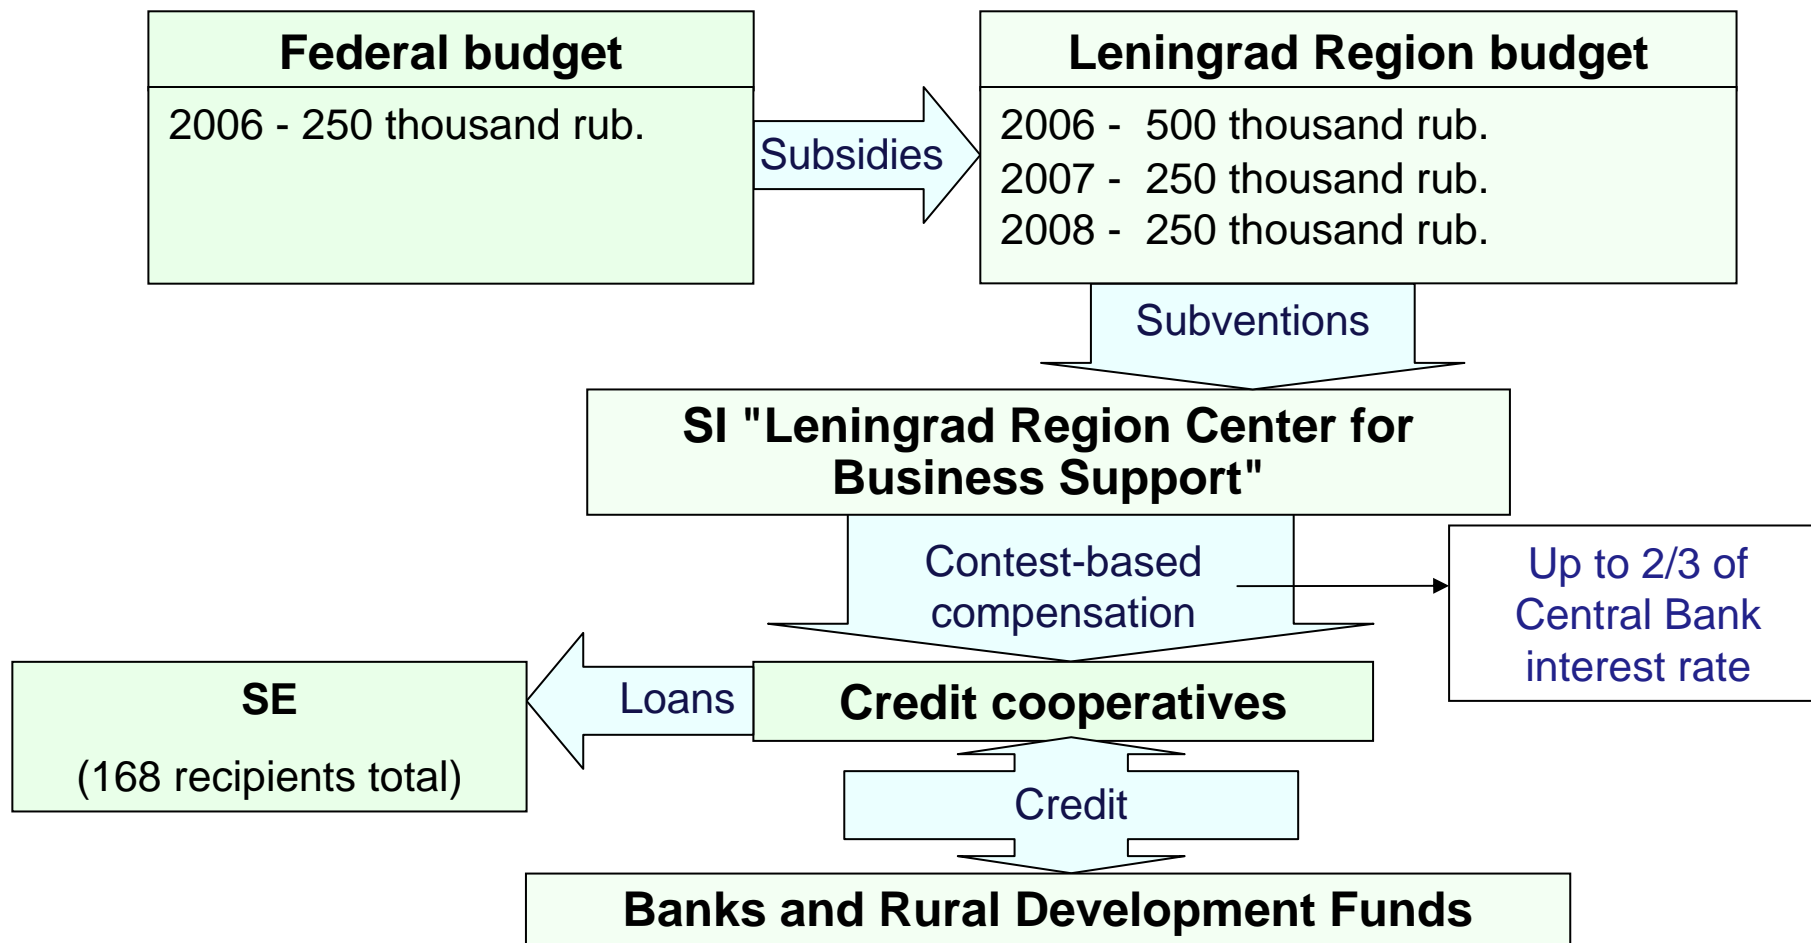 Federal budget
2006 - 250 thousand rub.
Subsidies
Leningrad Region budget
2006 - 500 thousand rub.
2007 - 250 thousand rub.
2008 - 250 thousand rub.
Subventions
SI "Leningrad Region Center for
Business Support"
Contest-based
compensation
Up to 2/3 of
Central Bank
interest rate
SE
(168 recipients total)
Loans
Credit cooperatives
Credit
Banks and Rural Development Funds